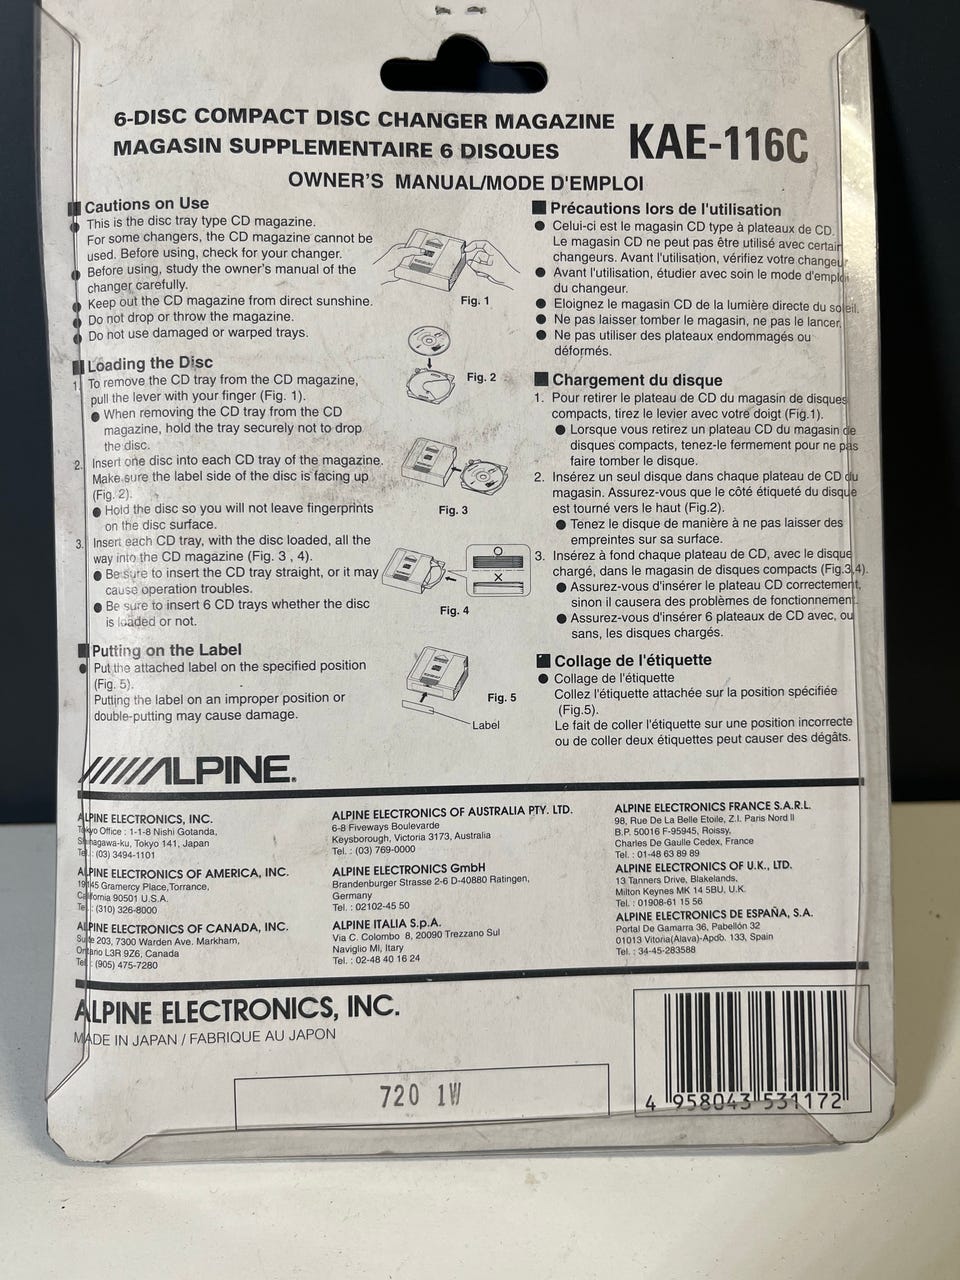 6-DISC COMPACT DISC CHANGER MAGAZINE
MAGASIN SUPPLEMENTAIRE 6 DISQUES
KAE-116C
OWNER'S MANUAL/MODE D'EMPLOI
■ Cautions on Use
● This is the disc tray type CD magazine.
For some changers, the CD magazine cannot be
used. Before using, check for your changer.
● Before using, study the owner's manual of the
changer carefully.
● Keep out the CD magazine from direct sunshine.
● Do not drop or throw the magazine.
● Do not use damaged or warped trays.
■ Loading the Disc
1. To remove the CD tray from the CD magazine,
pull the lever with your finger (Fig. 1).
● When removing the CD tray from the CD
magazine, hold the tray securely not to drop
the disc.
2. Insert one disc into each CD tray of the magazine.
Make sure the label side of the disc is facing up
(Fig. 2).
● Hold the disc so you will not leave fingerprints
on the disc surface.
3. Insert each CD tray, with the disc loaded, all the
way into the CD magazine (Fig. 3 , 4).
● Be sure to insert the CD tray straight, or it may
cause operation troubles.
● Be sure to insert 6 CD trays whether the disc
is loaded or not.
■ Putting on the Label
● Put the attached label on the specified position
(Fig. 5).
Putting the label on an improper position or
double-putting may cause damage.
Fig. 1
Fig. 2
Fig. 3
Fig. 4
Fig. 5
Label
■ Précautions lors de l'utilisation
● Celui-ci est le magasin CD type à plateaux de CD.
Le magasin CD ne peut pas être utilisé avec certain
changeurs. Avant l'utilisation, vérifiez votre changeur
● Avant l'utilisation, étudier avec soin le mode d'emploi
du changeur.
● Eloignez le magasin CD de la lumière directe du soleil.
● Ne pas laisser tomber le magasin, ne pas le lancer.
● Ne pas utiliser des plateaux endommagés ou
déformés.
■ Chargement du disque
1. Pour retirer le plateau de CD du magasin de disques
compacts, tirez le levier avec votre doigt (Fig.1).
● Lorsque vous retirez un plateau CD du magasin de
disques compacts, tenez-le fermement pour ne pas
faire tomber le disque.
2. Insérez un seul disque dans chaque plateau de CD du
magasin. Assurez-vous que le côté étiqueté du disque
est tourné vers le haut (Fig.2).
● Tenez le disque de manière à ne pas laisser des
empreintes sur sa surface.
3. Insérez à fond chaque plateau de CD, avec le disque
chargé, dans le magasin de disques compacts (Fig.3,4).
● Assurez-vous d'insérer le plateau CD correctement,
sinon il causera des problèmes de fonctionnement.
● Assurez-vous d'insérer 6 plateaux de CD avec, ou
sans, les disques chargés.
■ Collage de l'étiquette
● Collage de l'étiquette
Collez l'étiquette attachée sur la position spécifiée
(Fig.5).
Le fait de coller l'étiquette sur une position incorrecte
ou de coller deux étiquettes peut causer des dégâts.
ALPINE®
ALPINE ELECTRONICS, INC.
Tokyo Office : 1-1-8 Nishi Gotanda,
Shinagawa-ku, Tokyo 141, Japan
Tel.: (03) 3494-1101
ALPINE ELECTRONICS OF AMERICA, INC.
19145 Gramercy Place,Torrance,
California 90501 U.S.A.
Tel.: (310) 326-8000
ALPINE ELECTRONICS OF CANADA, INC.
Suite 203, 7300 Warden Ave. Markham,
Ontario L3R 9Z6, Canada
Tel.: (905) 475-7280
ALPINE ELECTRONICS OF AUSTRALIA PTY. LTD.
6-8 Fiveways Boulevarde
Keysborough, Victoria 3173, Australia
Tel. : (03) 769-0000
ALPINE ELECTRONICS GmbH
Brandenburger Strasse 2-6 D-40880 Ratingen,
Germany
Tel. : 02102-45 50
ALPINE ITALIA S.p.A.
Via C. Colombo 8, 20090 Trezzano Sul
Naviglio MI, Itary
Tel. : 02-48 40 16 24
ALPINE ELECTRONICS FRANCE S.A.R.L.
98, Rue De La Belle Etoile, Z.I. Paris Nord II
B.P. 50016 F-95945, Roissy,
Charles De Gaulle Cedex, France
Tel. : 01-48 63 89 89
ALPINE ELECTRONICS OF U.K., LTD.
13 Tanners Drive, Blakelands,
Milton Keynes MK 14 5BU, U.K.
Tel. : 01908-61 15 56
ALPINE ELECTRONICS DE ESPAÑA, S.A.
Portal De Gamarra 36, Pabellón 32
01013 Vitoria(Alava)-Apdb. 133, Spain
Tel. : 34-45-283588
ALPINE ELECTRONICS, INC.
MADE IN JAPAN / FABRIQUE AU JAPON
720 1W
4 958043 531172